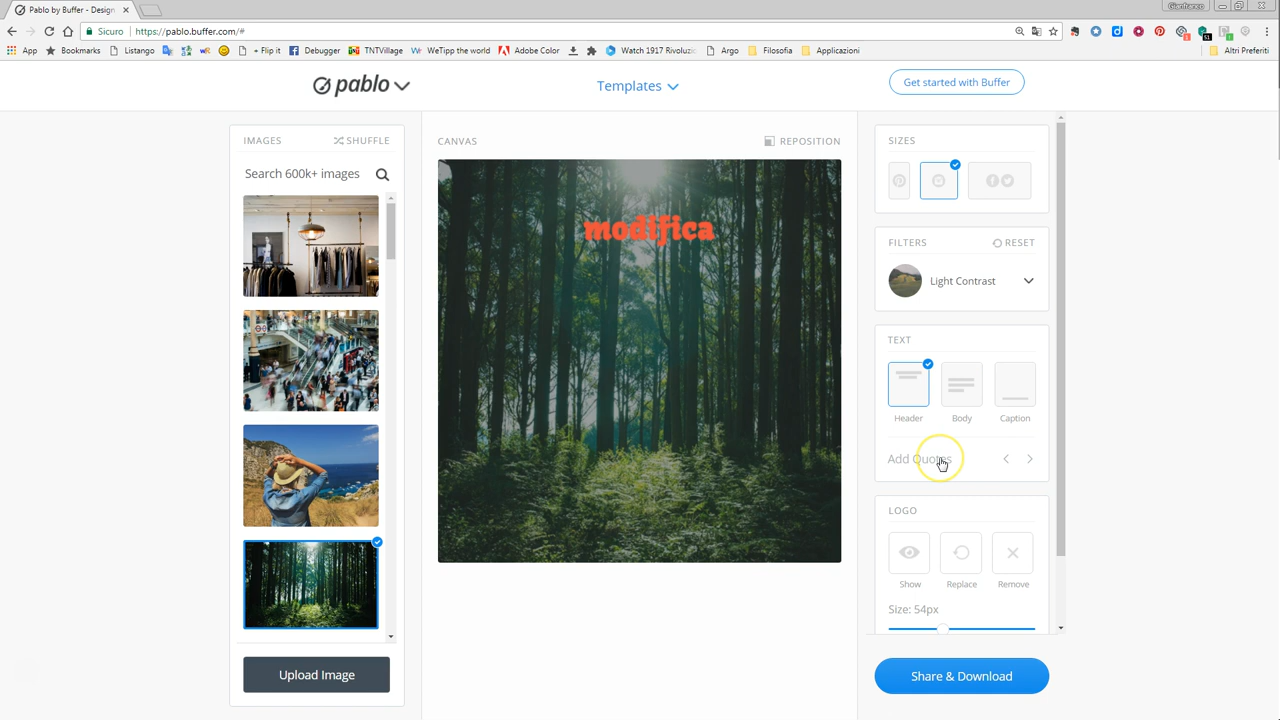 Pablo by Buffer - Design
Gianfranco
Sicuro
https://pablo.buffer.com/#
App
Bookmarks
Listango
+ Flip it
Debugger
TNTVillage
WeTipp the world
Adobe Color
Watch 1917 Rivoluzi
Argo
Filosofia
Applicazioni
Altri Preferiti
pablo
Templates
Get started with Buffer
IMAGES
SHUFFLE
Search 600k+ images
Upload Image
CANVAS
REPOSITION
modifica
SIZES
FILTERS
RESET
Light Contrast
TEXT
Header
Body
Caption
Add Quotes
LOGO
Show
Replace
Remove
Size: 54px
Share & Download